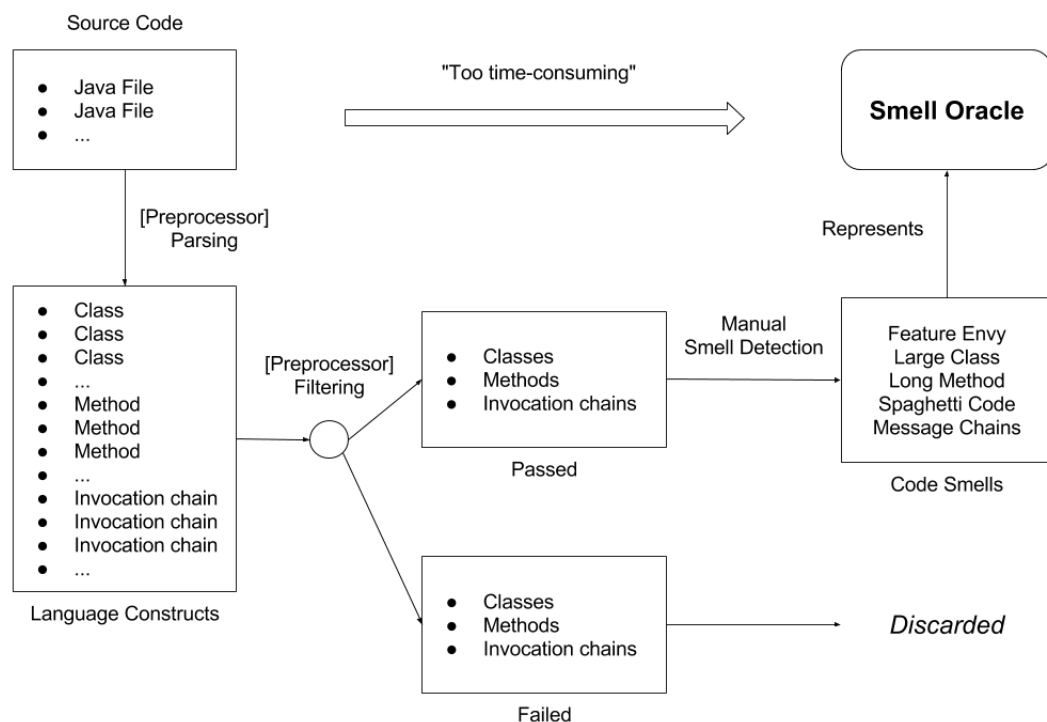 Source Code
● Java File
● Java File
● ...
"Too time-consuming"
Smell Oracle
[Preprocessor]
Parsing
Represents
● Class
● Class
● Class
● ...
● Method
● Method
● Method
● ...
● Invocation chain
● Invocation chain
● Invocation chain
● ...
Language Constructs
[Preprocessor]
Filtering
● Classes
● Methods
● Invocation chains
Passed
Manual
Smell Detection
Feature Envy
Large Class
Long Method
Spaghetti Code
Message Chains
Code Smells
● Classes
● Methods
● Invocation chains
Failed
Discarded